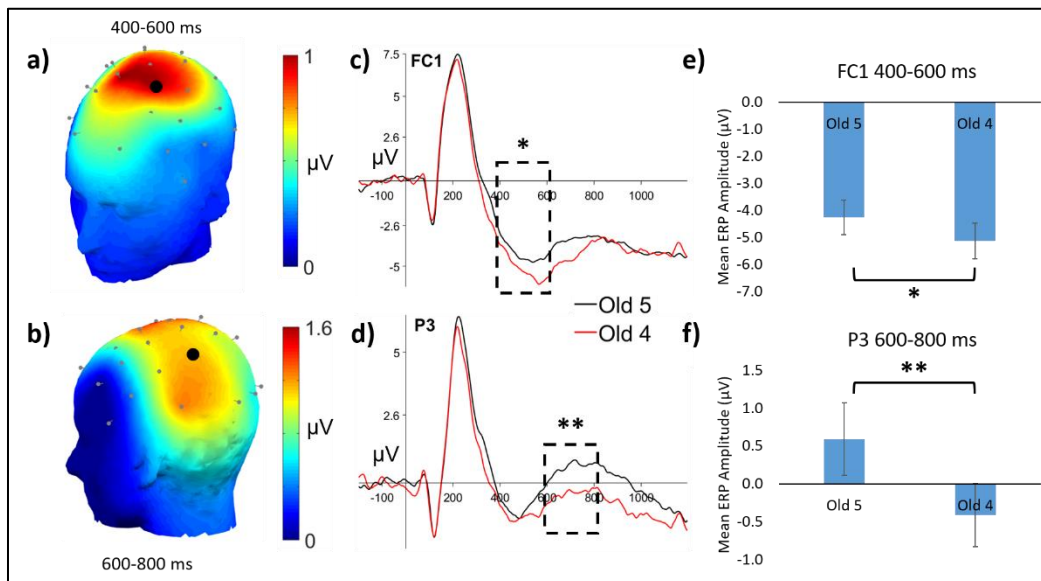 400-600 ms
a)
1
μV
0
b)
1.6
μV
0
600-800 ms
c)
7.5
FC1
5
2.6
μV
*
-100
200
400
600
800
1000
-2.6
-5
Old 5
Old 4
d)
P3
5
2.6
μV
**
-100
200
400
600
800
1000
e)
FC1 400-600 ms
Mean ERP Amplitude (μV)
0.0
-1.0
-2.0
-3.0
-4.0
-5.0
-6.0
-7.0
Old 5
Old 4
*
f)
P3 600-800 ms
Mean ERP Amplitude (μV)
1.5
1.0
0.5
0.0
-0.5
-1.0
**
Old 5
Old 4